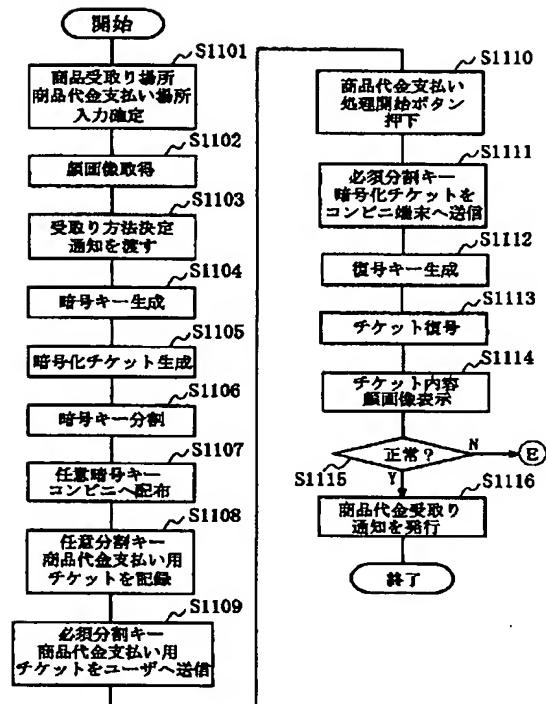 開始
S1101
商品受取り場所
商品代金支払い場所
入力確定
S1102
顔画像取得
S1103
受取り方法決定
通知を渡す
S1104
暗号キー生成
S1105
暗号化チケット生成
S1106
暗号キー分割
S1107
任意暗号キー
コンビニへ配布
S1108
任意分割キー
商品代金支払い用
チケットを記録
S1109
必須分割キー
商品代金支払い用
チケットをユーザへ送信
S1110
商品代金支払い
処理開始ボタン
押下
S1111
必須分割キー
暗号化チケットを
コンビニ端末へ送信
S1112
復号キー生成
S1113
チケット復号
S1114
チケット内容
顔画像表示
正常？
N
E
S1115
Y
S1116
商品代金受取り
通知を発行
終了